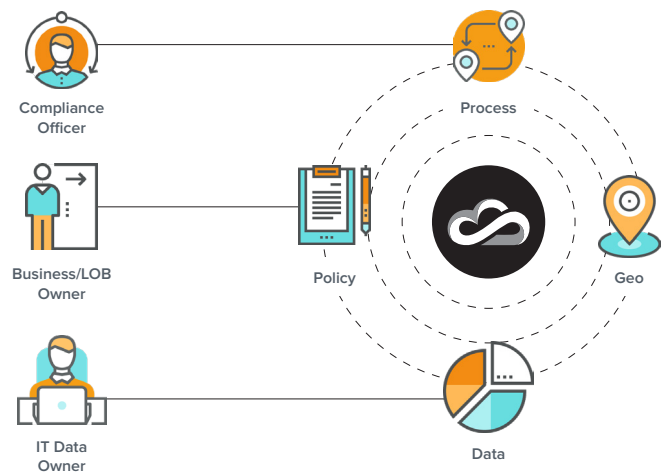 Compliance
Officer
Process
Business/LOB
Owner
Policy
Geo
IT Data
Owner
Data